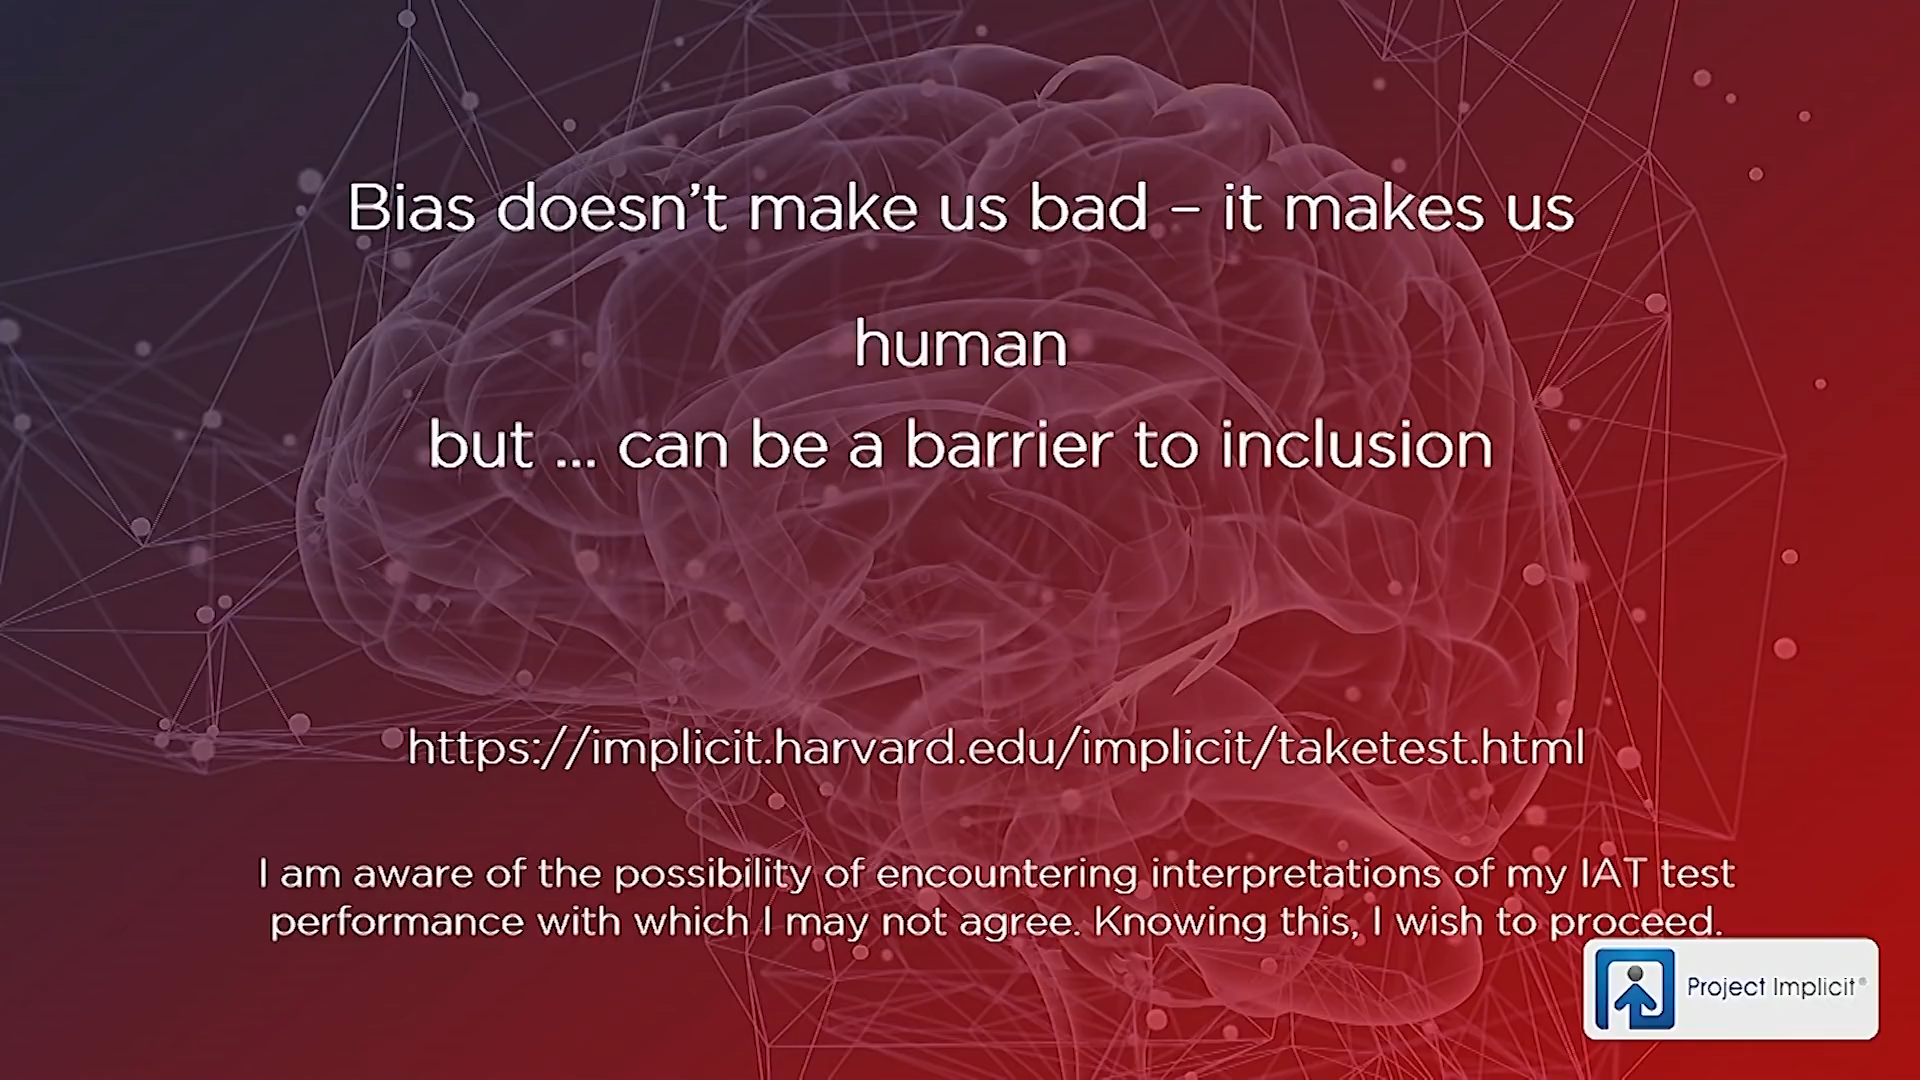 Bias doesn’t make us bad – it makes us
human
but ... can be a barrier to inclusion
https://implicit.harvard.edu/implicit/taketest.html
I am aware of the possibility of encountering interpretations of my IAT test
performance with which I may not agree. Knowing this, I wish to proceed.
Project Implicit®